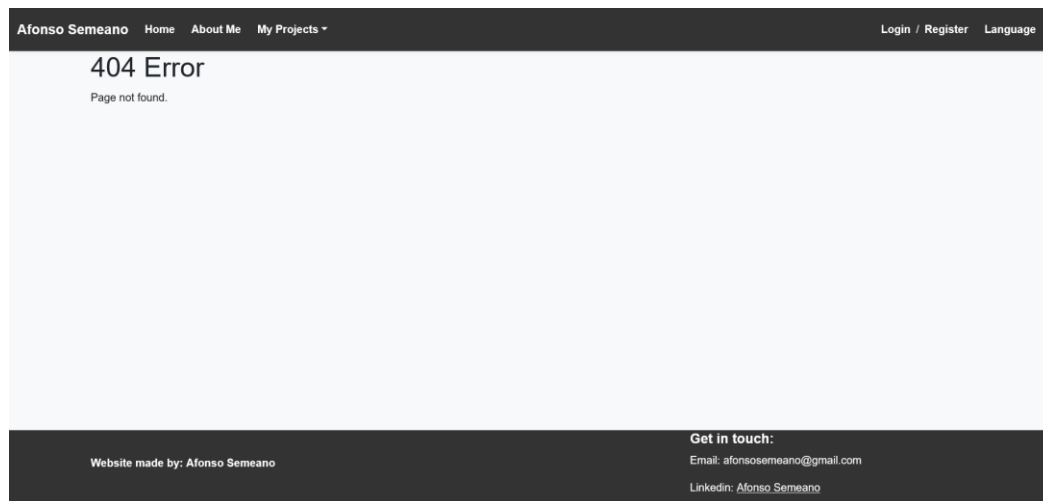 Afonso Semeano Home About Me My Projects Login / Register Language
404 Error
Page not found.
Website made by: Afonso Semeano
Get in touch:
Email: afonsosemeano@gmail.com
Linkedin: Afonso Semeano